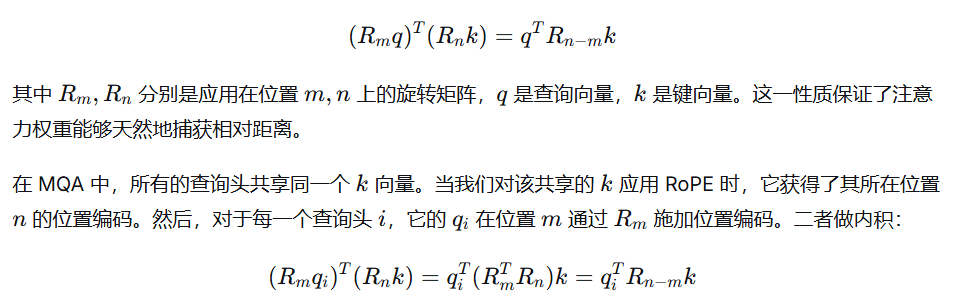 $(R_m q)^T (R_n k) = q^T R_{n-m} k$
其中 $R_m, R_n$ 分别是应用在位置 $m, n$ 上的旋转矩阵，$q$ 是查询向量，$k$ 是键向量。这一性质保证了注意
力权重能够天然地捕获相对距离。
在 MQA 中，所有的查询头共享同一个 $k$ 向量。当我们对该共享的 $k$ 应用 RoPE 时，它获得了其所在位置
$n$ 的位置编码。然后，对于每一个查询头 $i$，它的 $q_i$ 在位置 $m$ 通过 $R_m$ 施加位置编码。二者做内积：
$(R_m q_i)^T (R_n k) = q_i^T (R_m^T R_n) k = q_i^T R_{n-m} k$